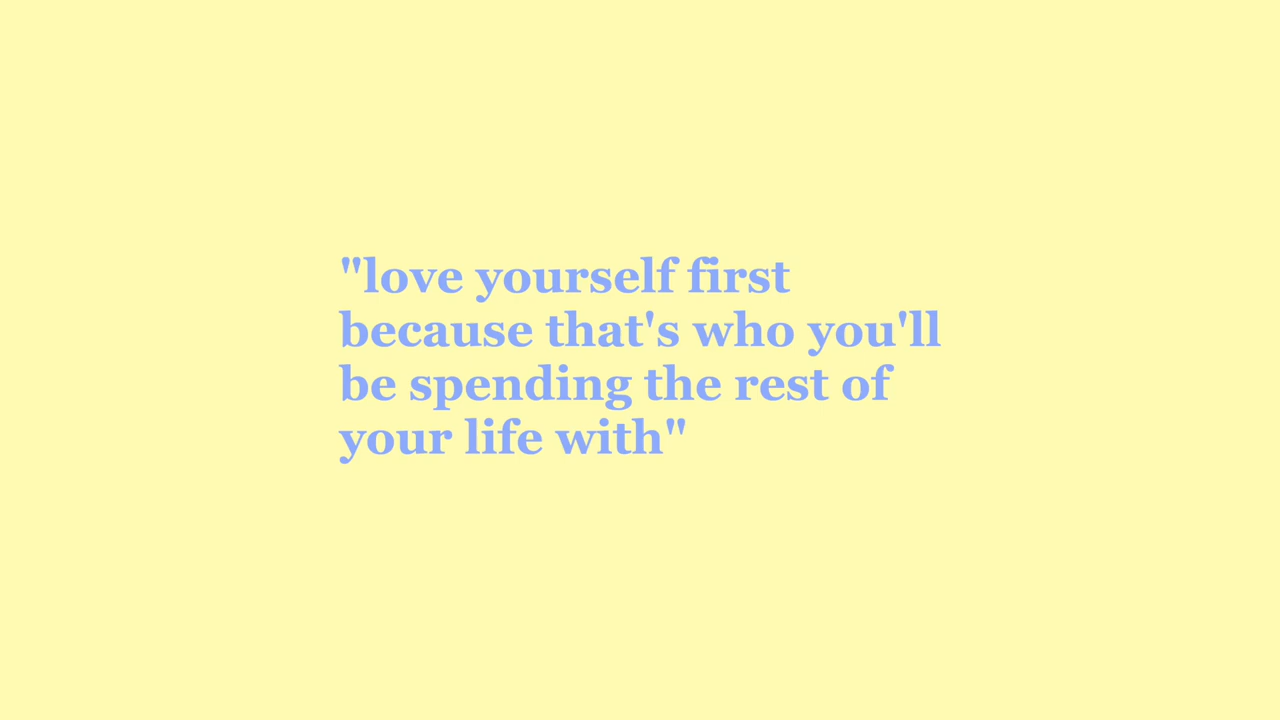 "love yourself first
because that's who you'll
be spending the rest of
your life with"